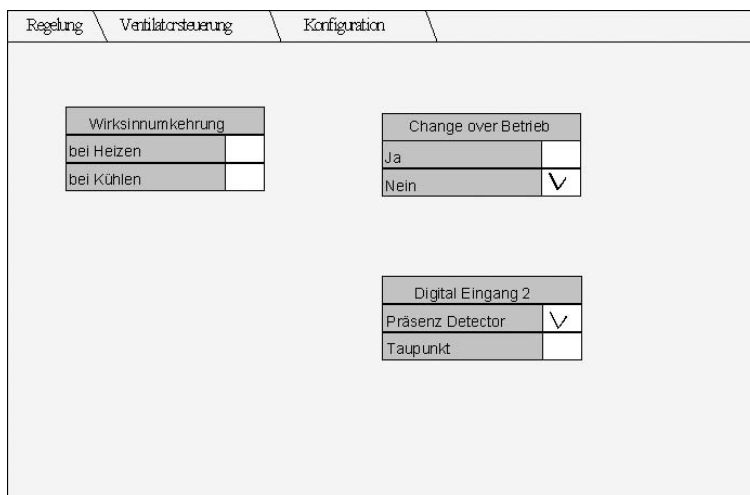 Regelung Ventilatorsteuerung Konfiguration
Wirksinnumkehrung
bei Heizen
bei Kühlen
Change over Betrieb
Ja
Nein
Digital Eingang 2
Präsenz Detector
Taupunkt